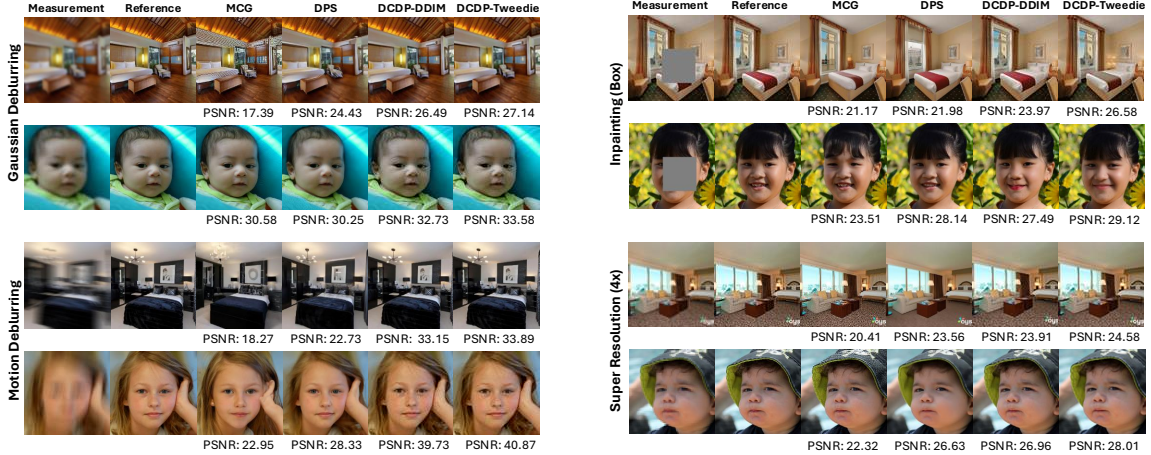 Measurement Reference MCG DPS DCDP-DDIM DCDP-Tweedie
Gaussian Deblurring
PSNR: 17.39 PSNR: 24.43 PSNR: 26.49 PSNR: 27.14
PSNR: 30.58 PSNR: 30.25 PSNR: 32.73 PSNR: 33.58
Motion Deblurring
PSNR: 18.27 PSNR: 22.73 PSNR: 33.15 PSNR: 33.89
PSNR: 22.95 PSNR: 28.33 PSNR: 39.73 PSNR: 40.87
Measurement Reference MCG DPS DCDP-DDIM DCDP-Tweedie
Inpainting (Box)
PSNR: 21.17 PSNR: 21.98 PSNR: 23.97 PSNR: 26.58
PSNR: 23.51 PSNR: 28.14 PSNR: 27.49 PSNR: 29.12
Super Resolution (4x)
PSNR: 20.41 PSNR: 23.56 PSNR: 23.91 PSNR: 24.58
PSNR: 22.32 PSNR: 26.63 PSNR: 26.96 PSNR: 28.01